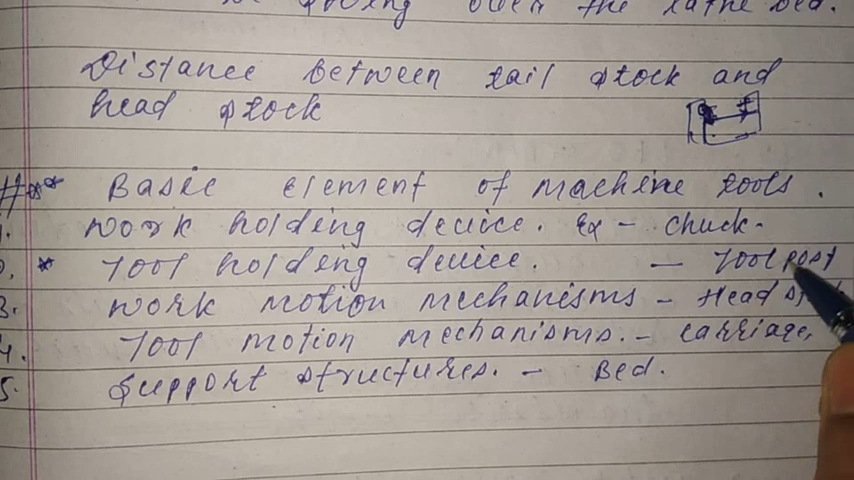 over the lathe bed.
Distance between tail stock and
head stock
# ** Basic element of machine tools.
1. Work holding device. Ex - chuck.
2. * Tool holding device. - Tool post
3. Work motion mechanisms - Head
4. Tool motion mechanisms. - carriage,
5. Support structures. - Bed.